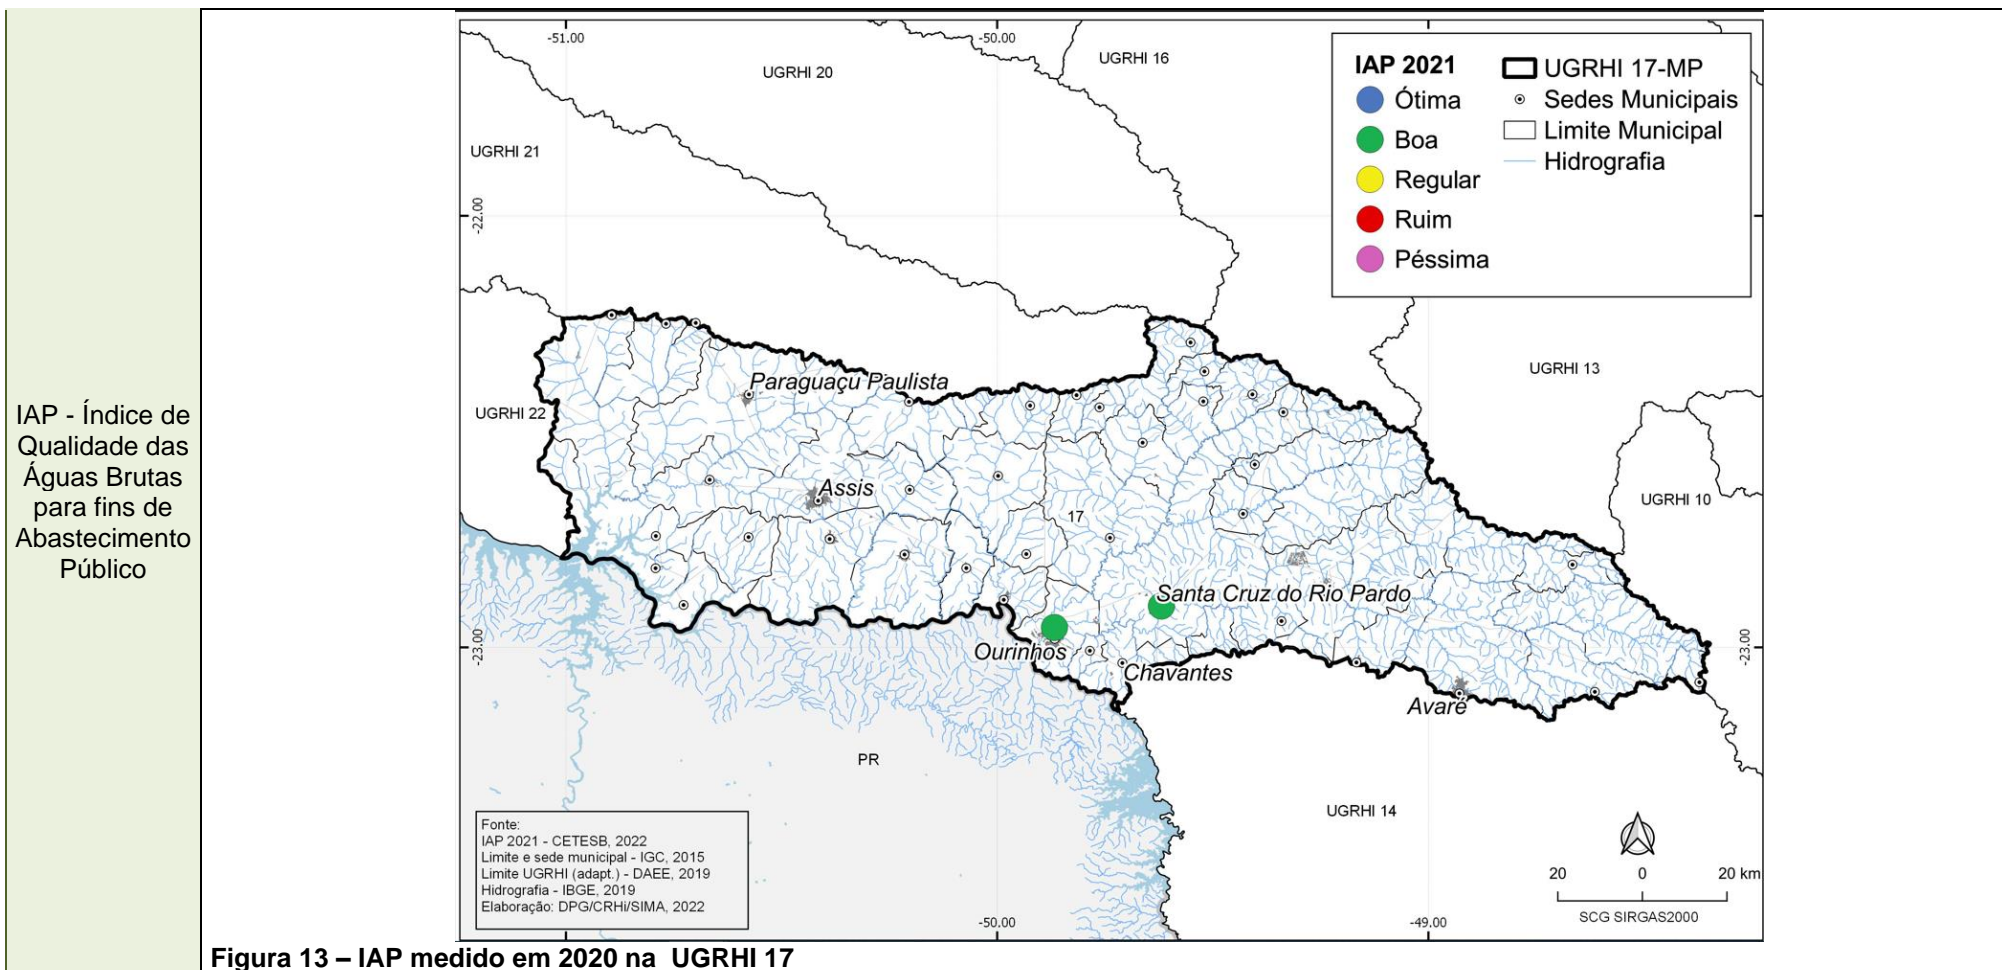 IAP - Índice de
Qualidade das
Águas Brutas
para fins de
Abastecimento
Público
-51.00
-50.00
UGRHI 20
UGRHI 16
UGRHI 21
-22.00
IAP 2021
Ótima
Boa
Regular
Ruim
Péssima
UGRHI 17-MP
Sedes Municipais
Limite Municipal
Hidrografia
UGRHI 13
UGRHI 22
Paraguaçu Paulista
Assis
17
UGRHI 10
Santa Cruz do Rio Pardo
Ourinhos
Chavantes
Avaré
-23.00
-23.00
PR
UGRHI 14
Fonte:
IAP 2021 - CETESB, 2022
Limite e sede municipal - IGC, 2015
Limite UGRHI (adapt.) - DAEE, 2019
Hidrografia - IBGE, 2019
Elaboração: DPG/CRHi/SIMA, 2022
20 0 20 km
SCG SIRGAS2000
-50.00
-49.00
Figura 13 – IAP medido em 2020 na UGRHI 17